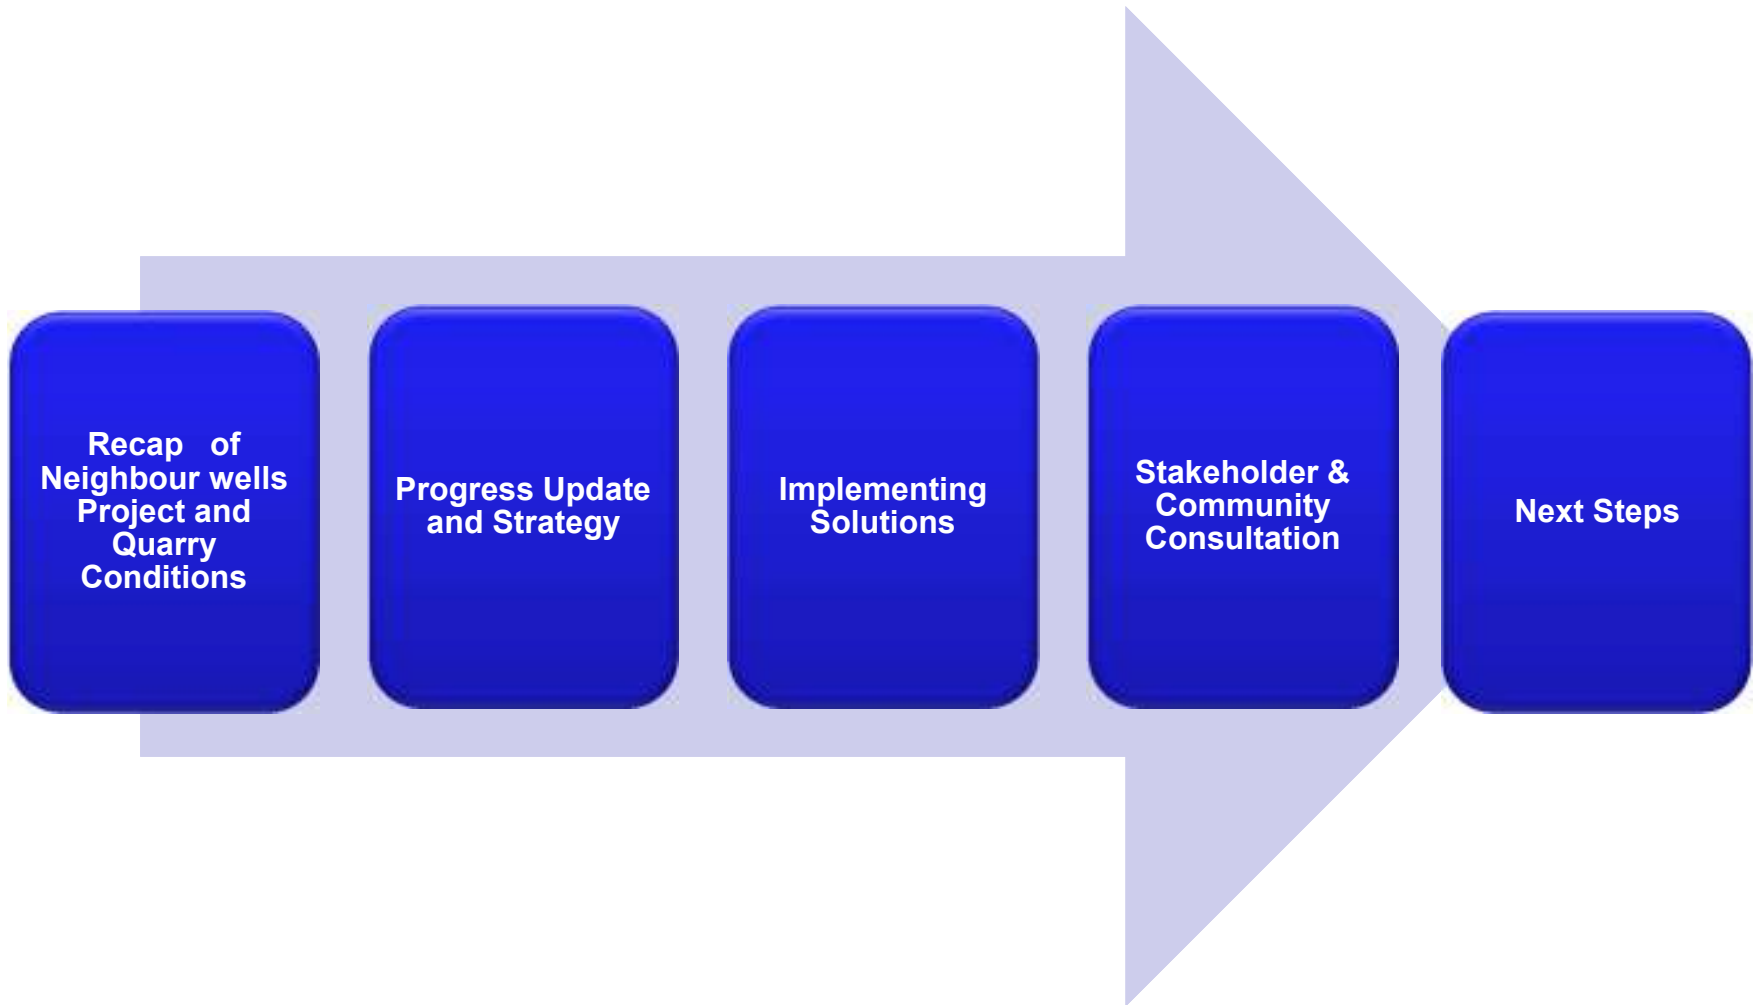 Recap of
Neighbour wells
Project and
Quarry
Conditions
Progress Update
and Strategy
Implementing
Solutions
Stakeholder &
Community
Consultation
Next Steps